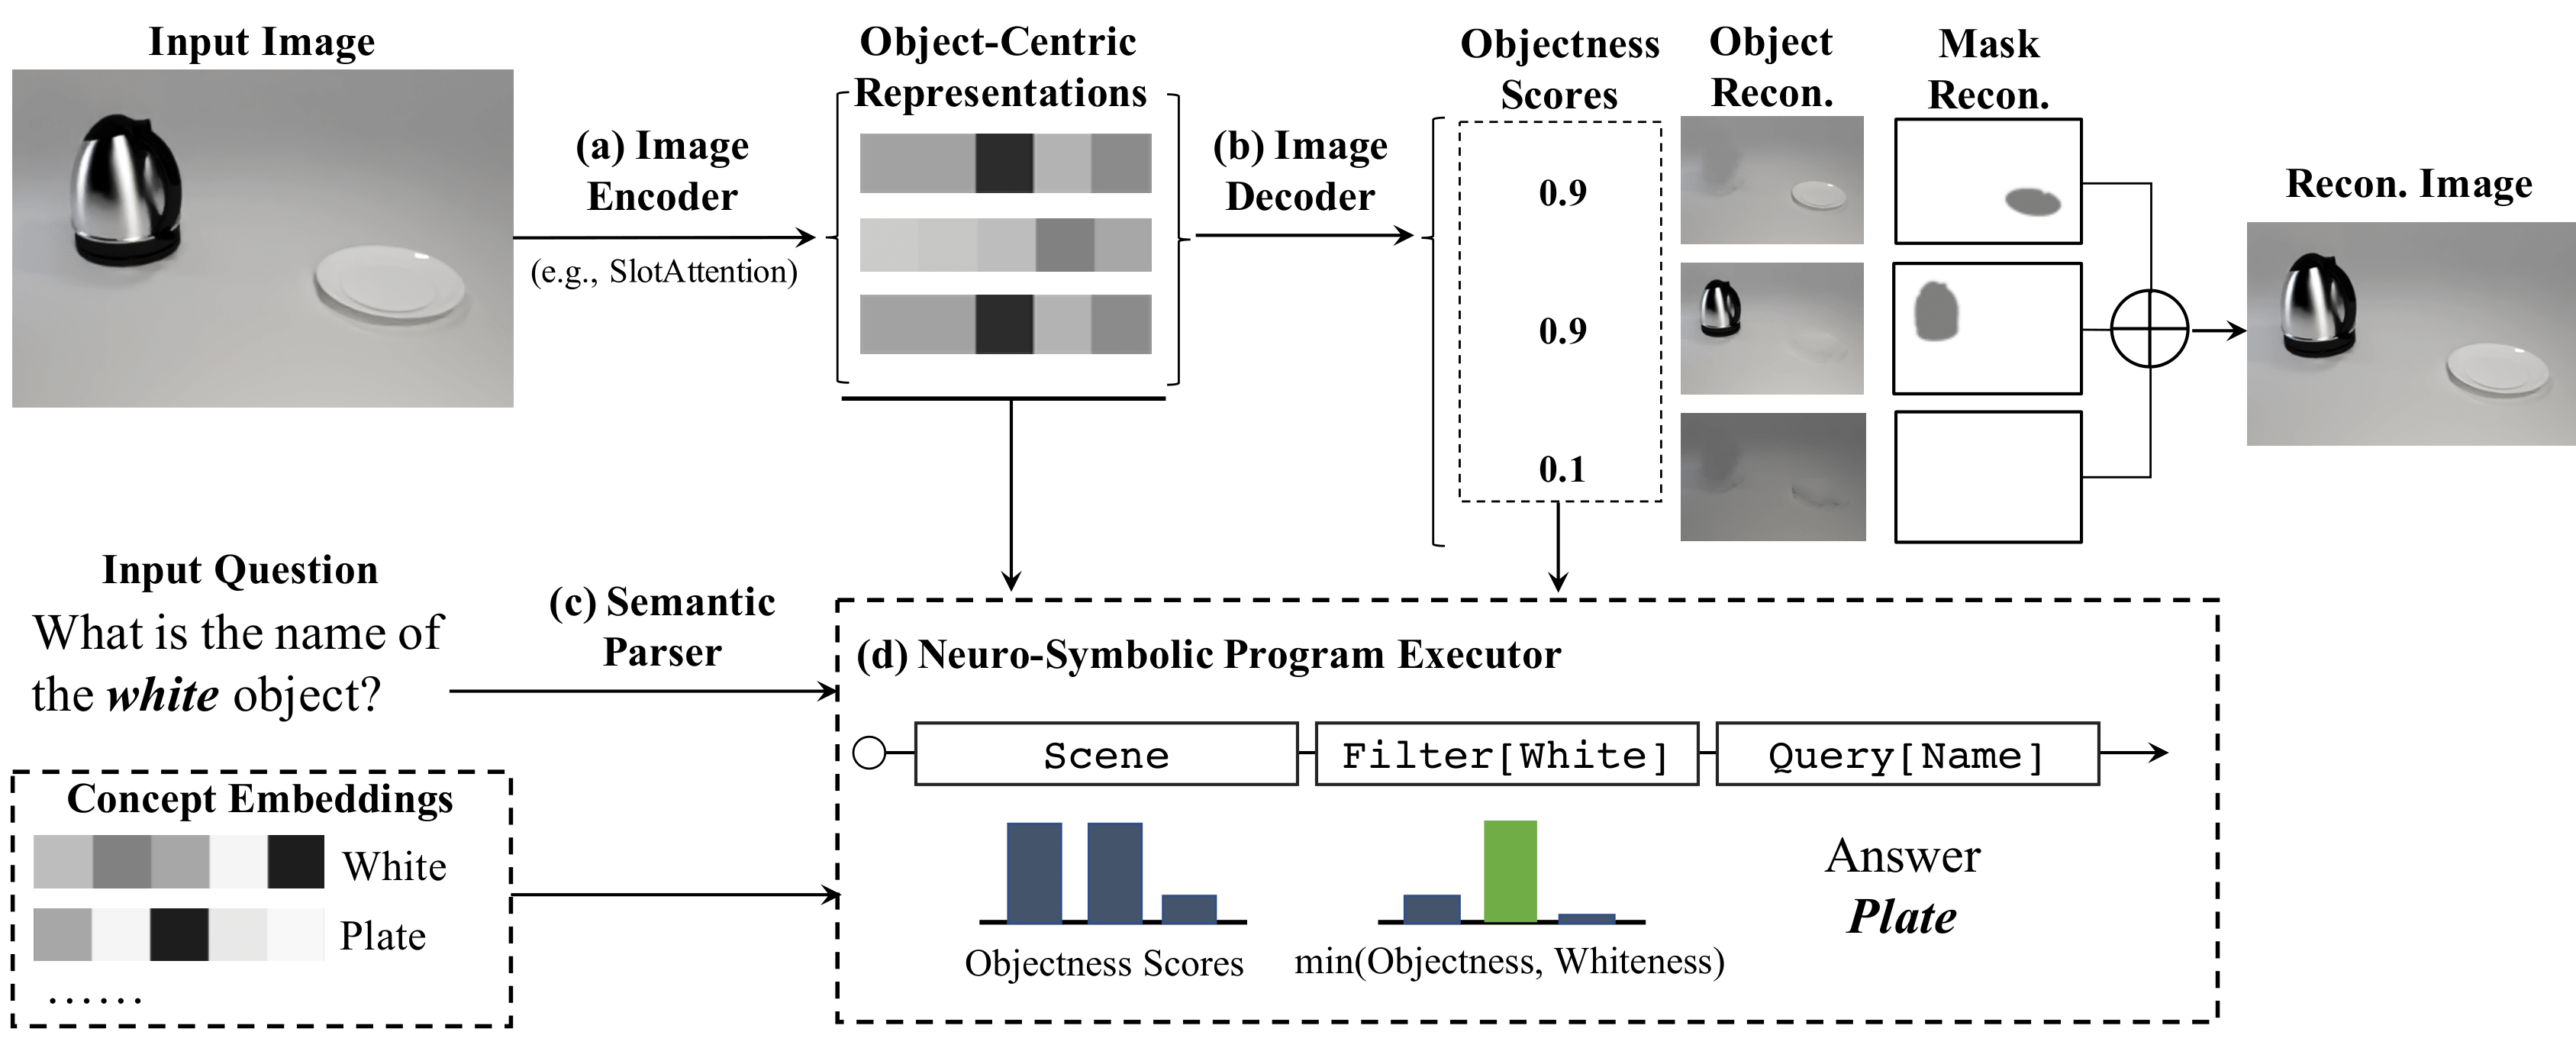 Input Image
(a) Image
Encoder
(e.g., SlotAttention)
Object-Centric
Representations
(b) Image
Decoder
Objectness
Scores
0.9
0.9
0.1
Object
Recon.
Mask
Recon.
Recon. Image
Input Question
What is the name of
the white object?
(c) Semantic
Parser
Concept Embeddings
White
Plate
......
(d) Neuro-Symbolic Program Executor
Scene
Filter[White]
Query[Name]
Objectness Scores
min(Objectness, Whiteness)
Answer
Plate